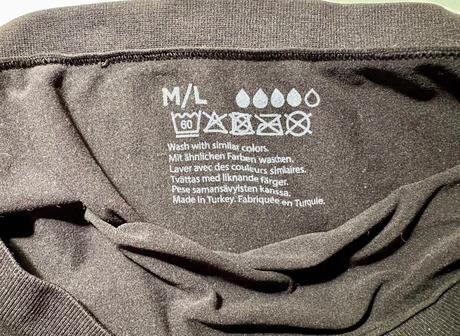 M/L
60
Wash with similar colors.
Mit ähnlichen Farben waschen.
Laver avec des couleurs similaires.
Tvättas med liknande färger.
Pese samansävyisten kanssa.
Made in Turkey. Fabriquée en Turquie.